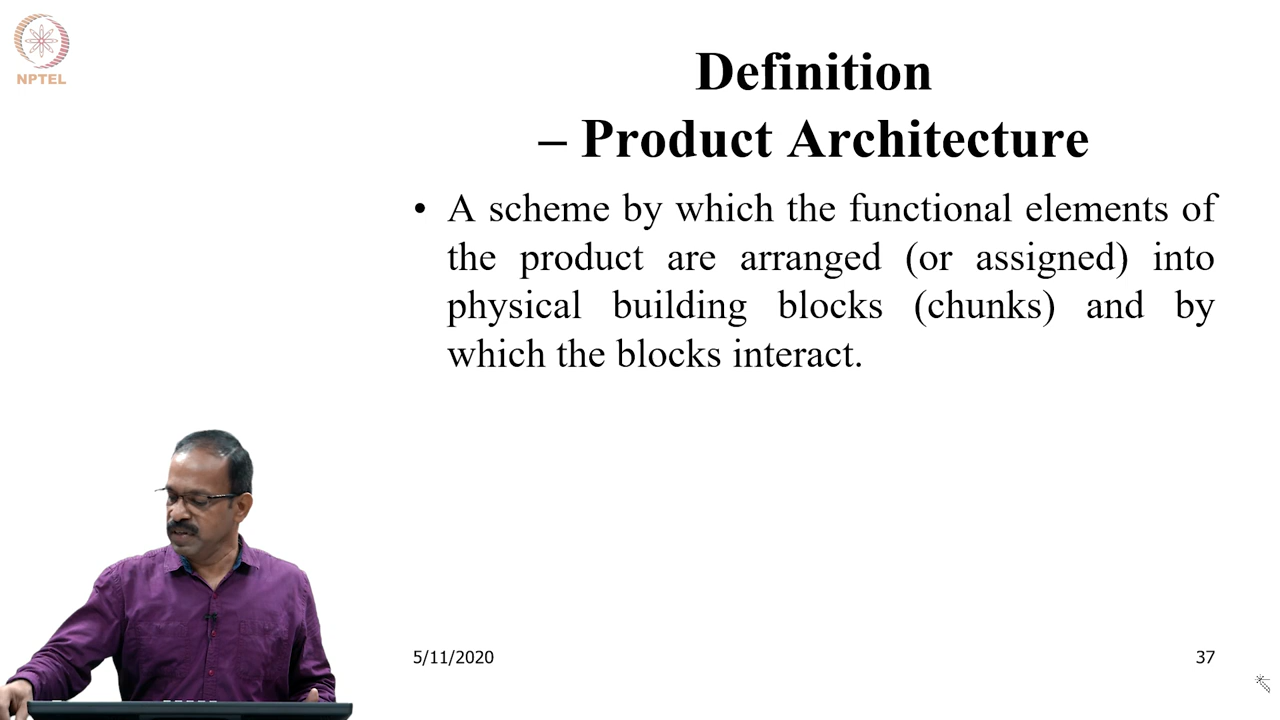 NPTEL
Definition
– Product Architecture
• A scheme by which the functional elements of
the product are arranged (or assigned) into
physical building blocks (chunks) and by
which the blocks interact.
5/11/2020
37